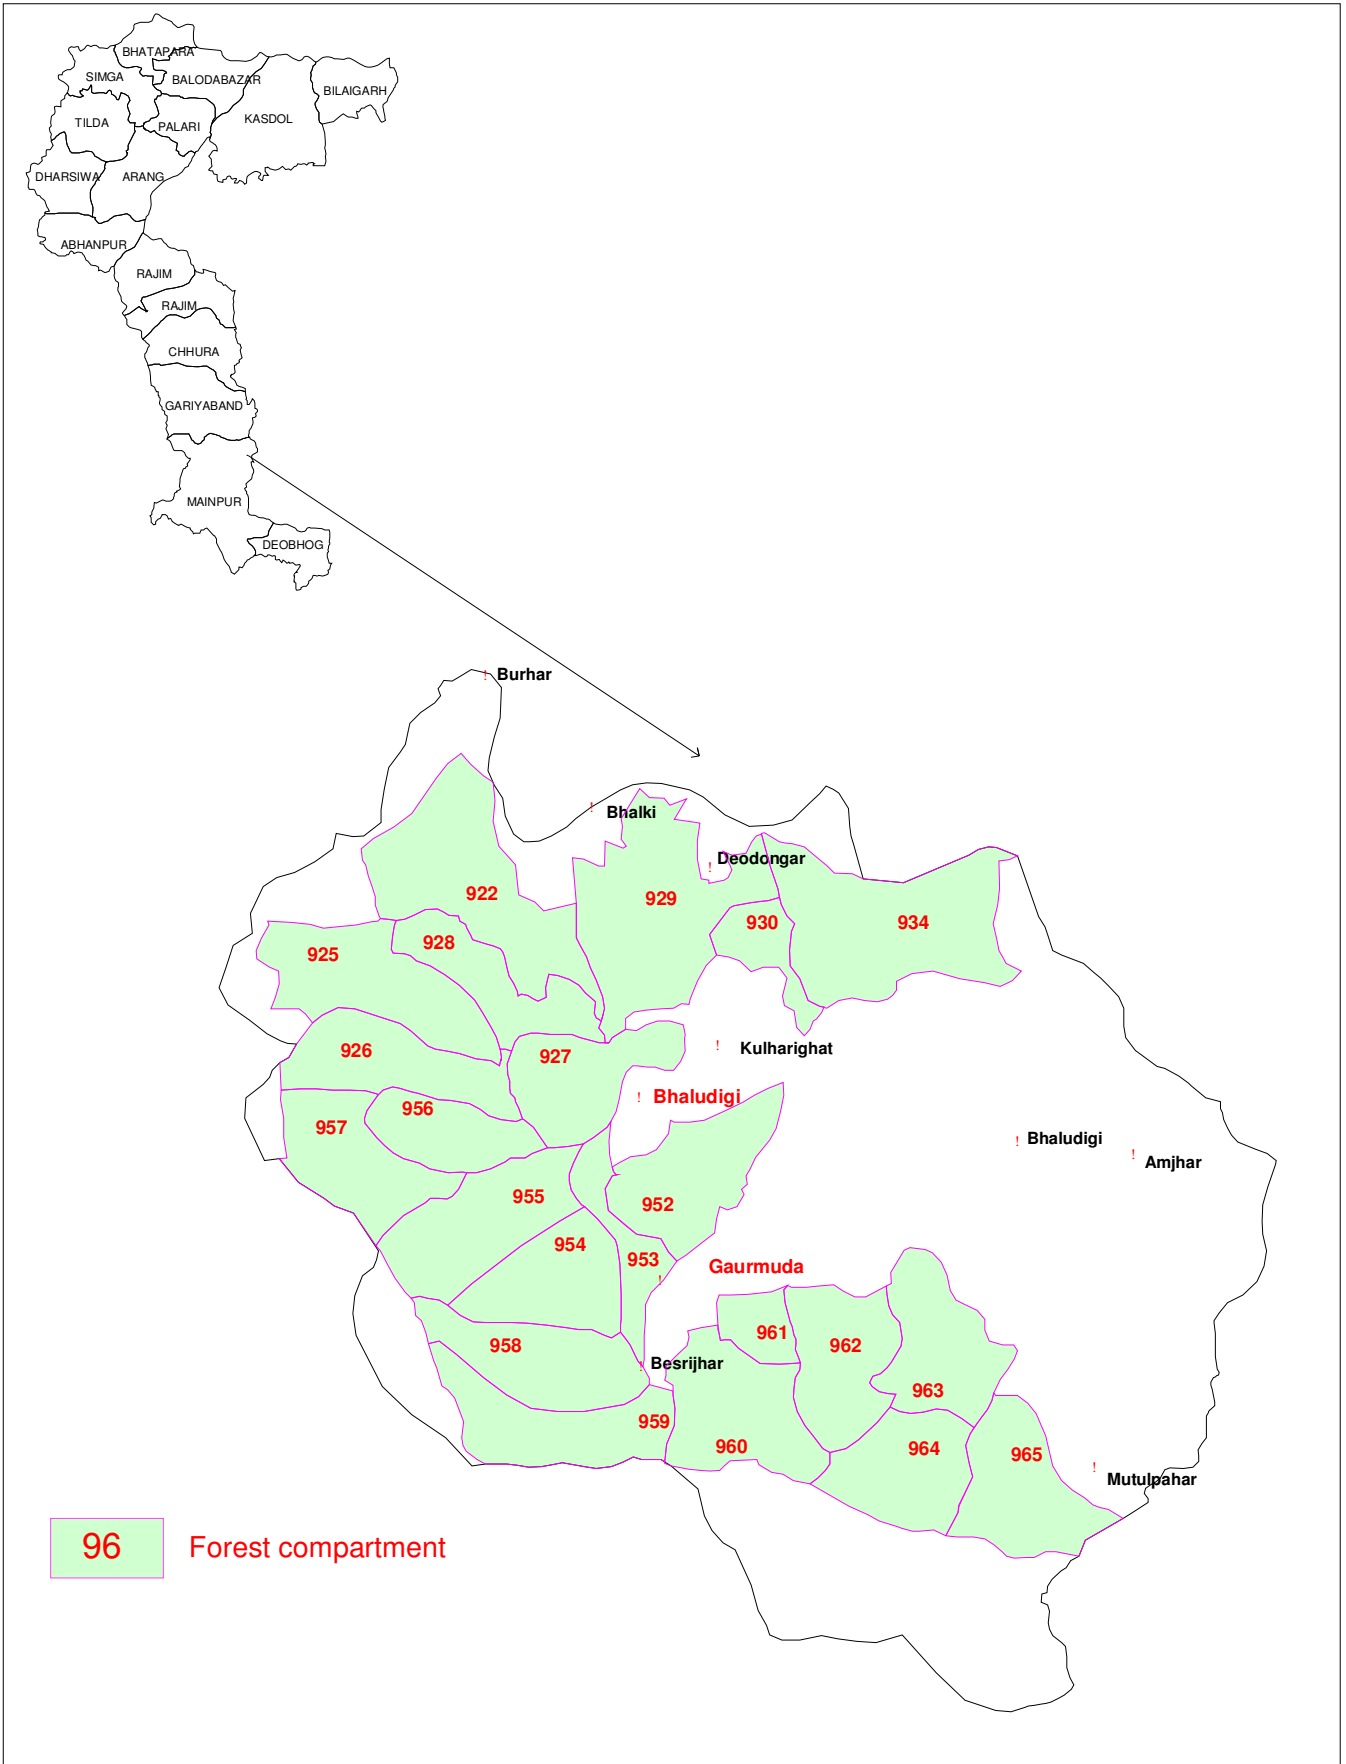 BHATAPARA
SIMGA
BALODABAZAR
BILAIGARH
TILDA
PALARI
KASDOL
DHARSIWA
ARANG
ABHANPUR
RAJIM
RAJIM
CHHURA
GARIYABAND
MAINPUR
DEOBHOG
! Burhar
! Bhalki
! Deodongar
922
929
930
934
925
928
926
927
! Kulharighat
! Bhaludigi
956
957
! Bhaludigi
! Amjhar
955
952
954
953
!
Gaurmuda
958
961
962
! Besrijhar
963
959
960
964
965
! Mutulpahar
96 Forest compartment